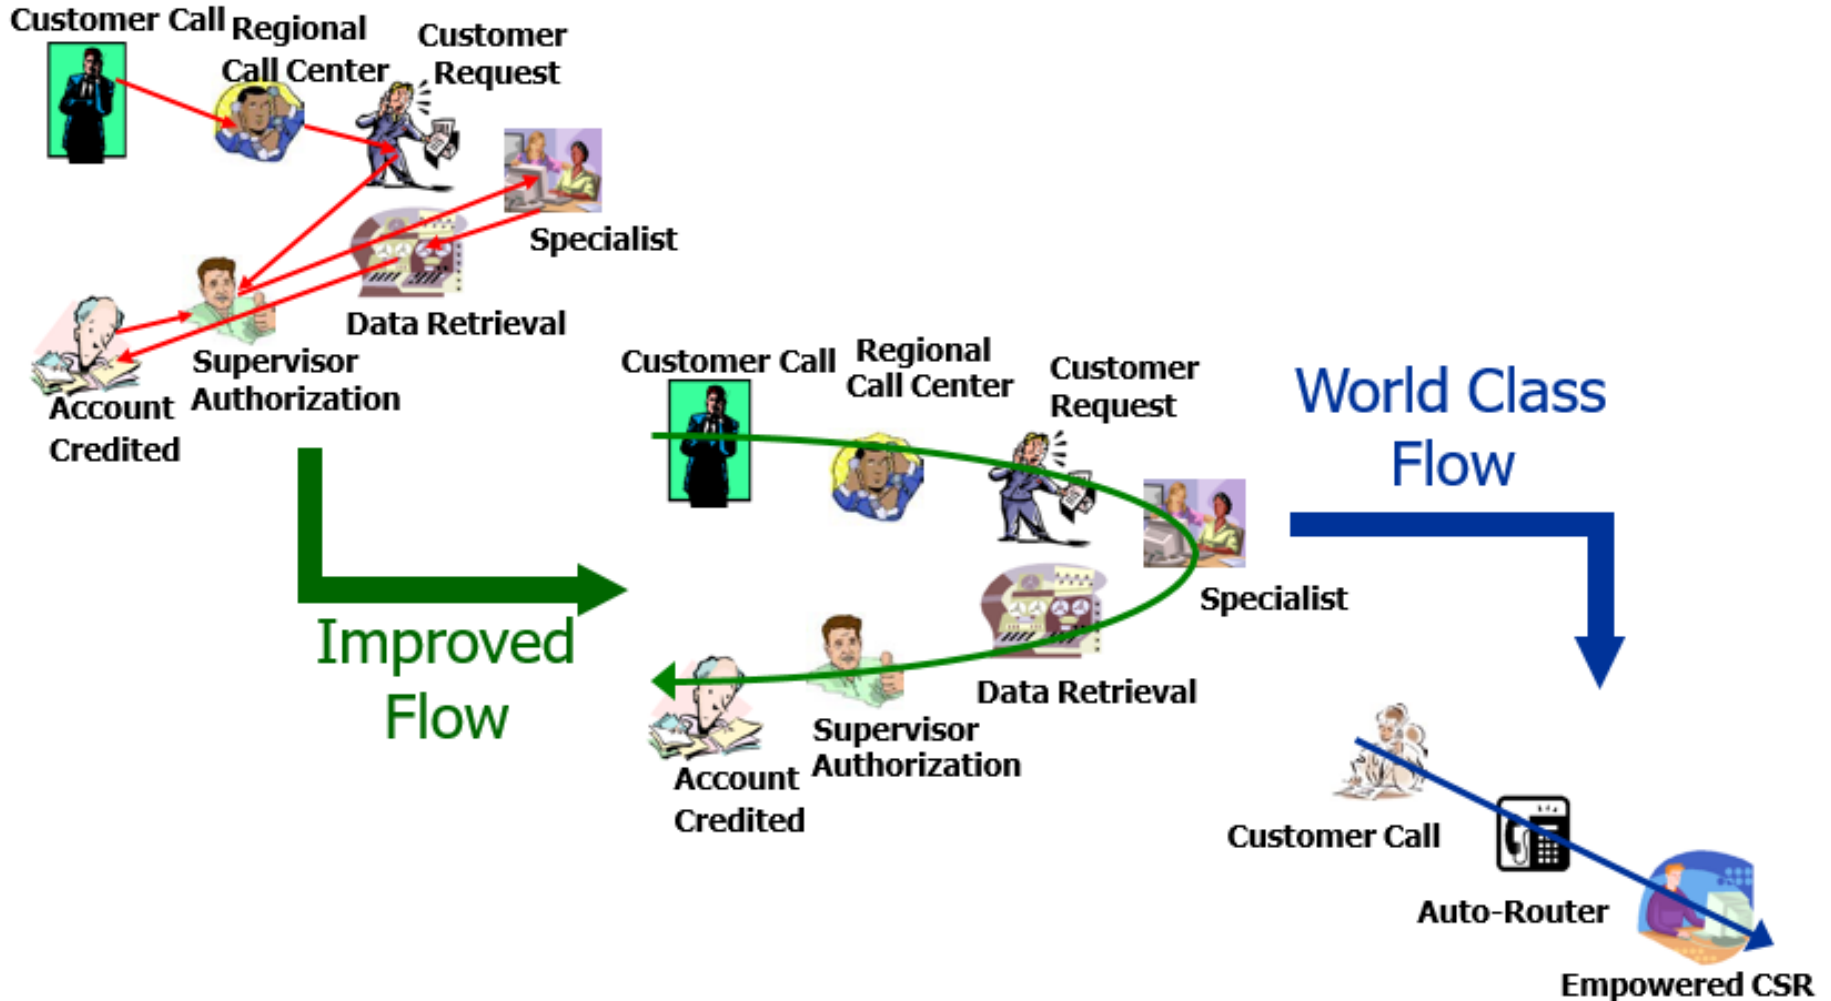 Customer Call
Regional
Call Center
Customer
Request
Specialist
Data Retrieval
Supervisor
Authorization
Account
Credited
Improved
Flow
Customer Call
Regional
Call Center
Customer
Request
Specialist
Data Retrieval
Supervisor
Authorization
Account
Credited
World Class
Flow
Customer Call
Auto-Router
Empowered CSR